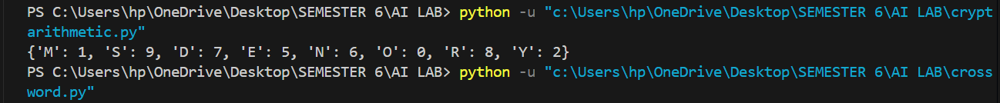 PS C:\Users\hp\OneDrive\Desktop\SEMESTER 6\AI LAB> python -u "c:\Users\hp\OneDrive\Desktop\SEMESTER 6\AI LAB\crypt
arithmetic.py"
{'M': 1, 'S': 9, 'D': 7, 'E': 5, 'N': 6, 'O': 0, 'R': 8, 'Y': 2}
PS C:\Users\hp\OneDrive\Desktop\SEMESTER 6\AI LAB> python -u "c:\Users\hp\OneDrive\Desktop\SEMESTER 6\AI LAB\cross
word.py"